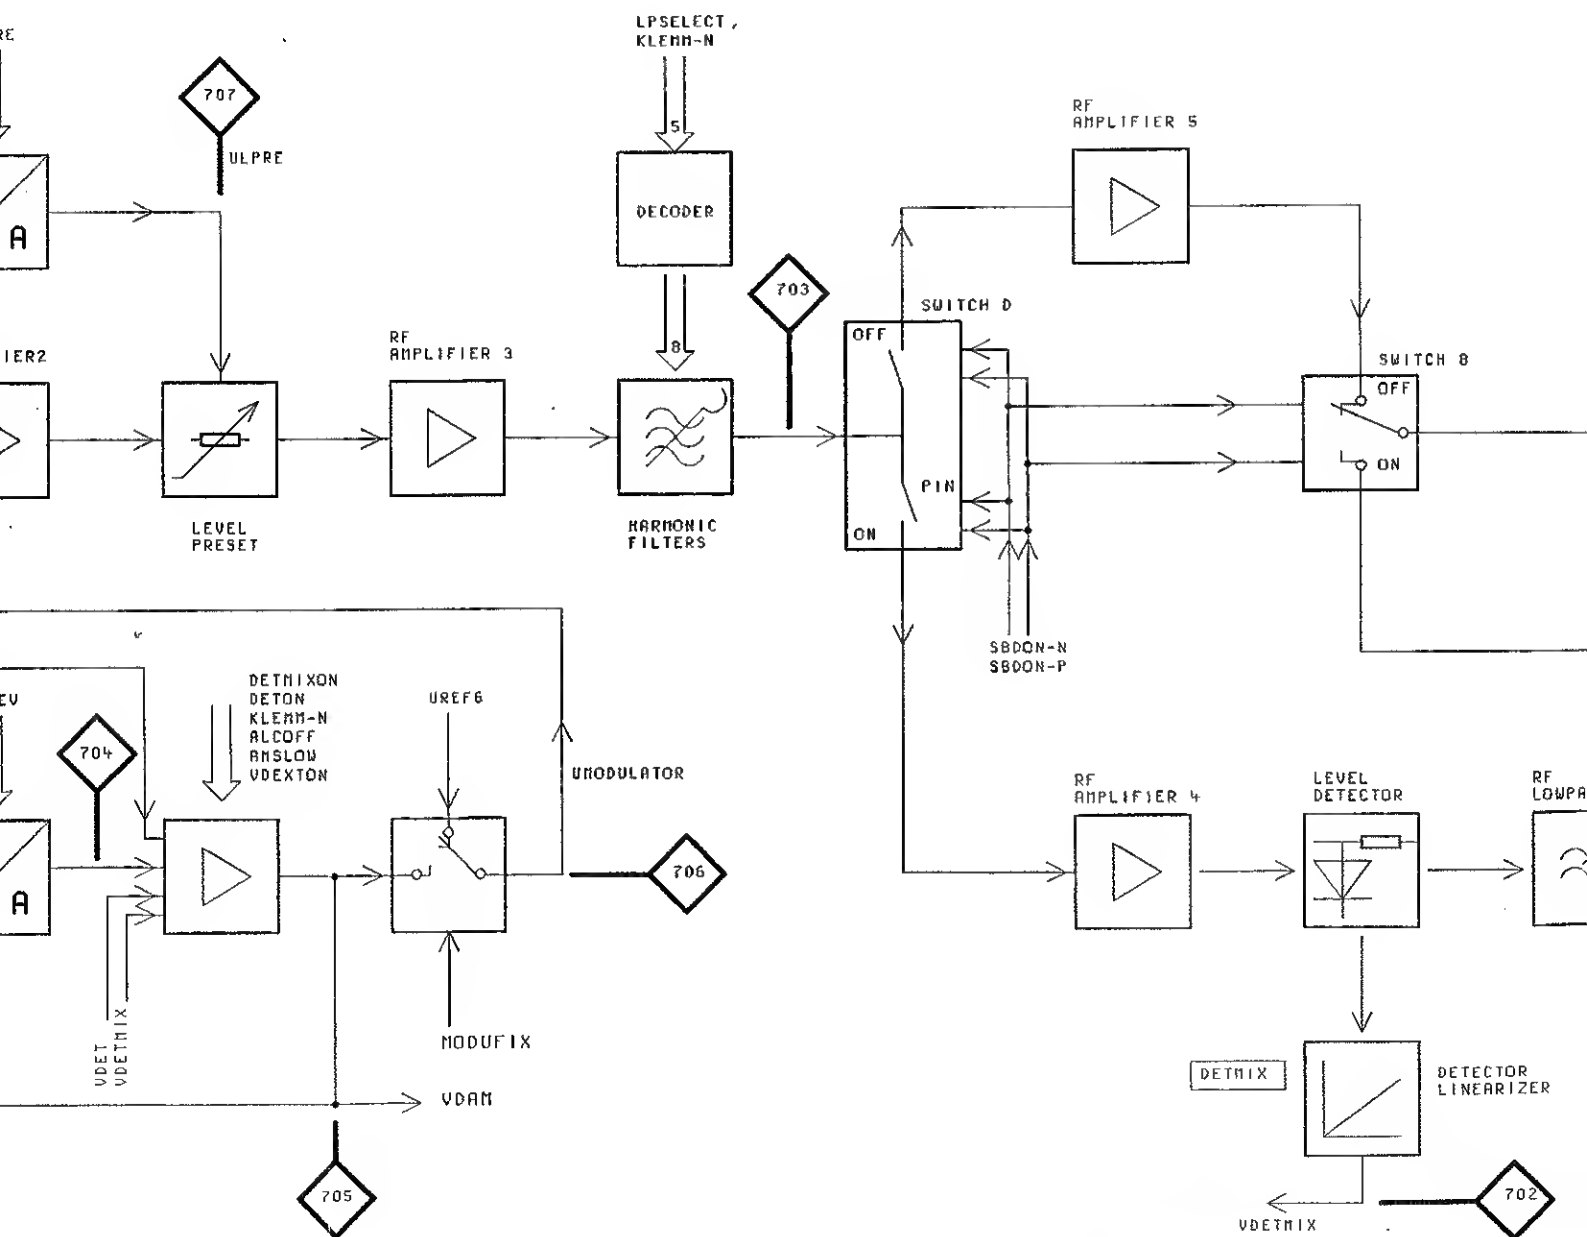 RE
707
ULPRE
A
LPSELECT,
KLEMM-N
5
DECODER
8
703
RF
AMPLIFIER 5
SWITCH D
OFF
PIN
ON
SWITCH B
OFF
ON
IER2
LEVEL
PRESET
RF
AMPLIFIER 3
HARMONIC
FILTERS
SBDON-N
SBDON-P
EV
704
A
DETMIXON
DETON
KLEMM-N
ALCOFF
AMSLOW
VDEXTON
UREF6
UMODULATOR
706
MODUFIX
VDET
VDETMIX
VDAM
705
RF
AMPLIFIER 4
LEVEL
DETECTOR
RF
LOWPA
DETMIX
DETECTOR
LINEARIZER
702
VDETMIX